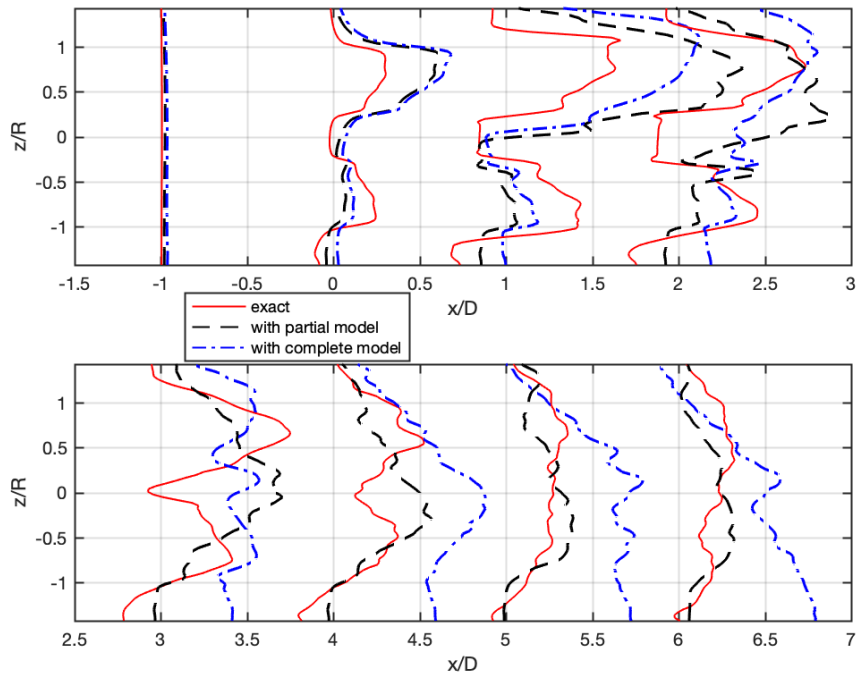 1
0.5
z/R
0
-0.5
-1
-1.5 -1 -0.5 0 0.5 1 1.5 2 2.5 3
x/D
exact
with partial model
with complete model
1
0.5
z/R
0
-0.5
-1
2.5 3 3.5 4 4.5 5 5.5 6 6.5 7
x/D